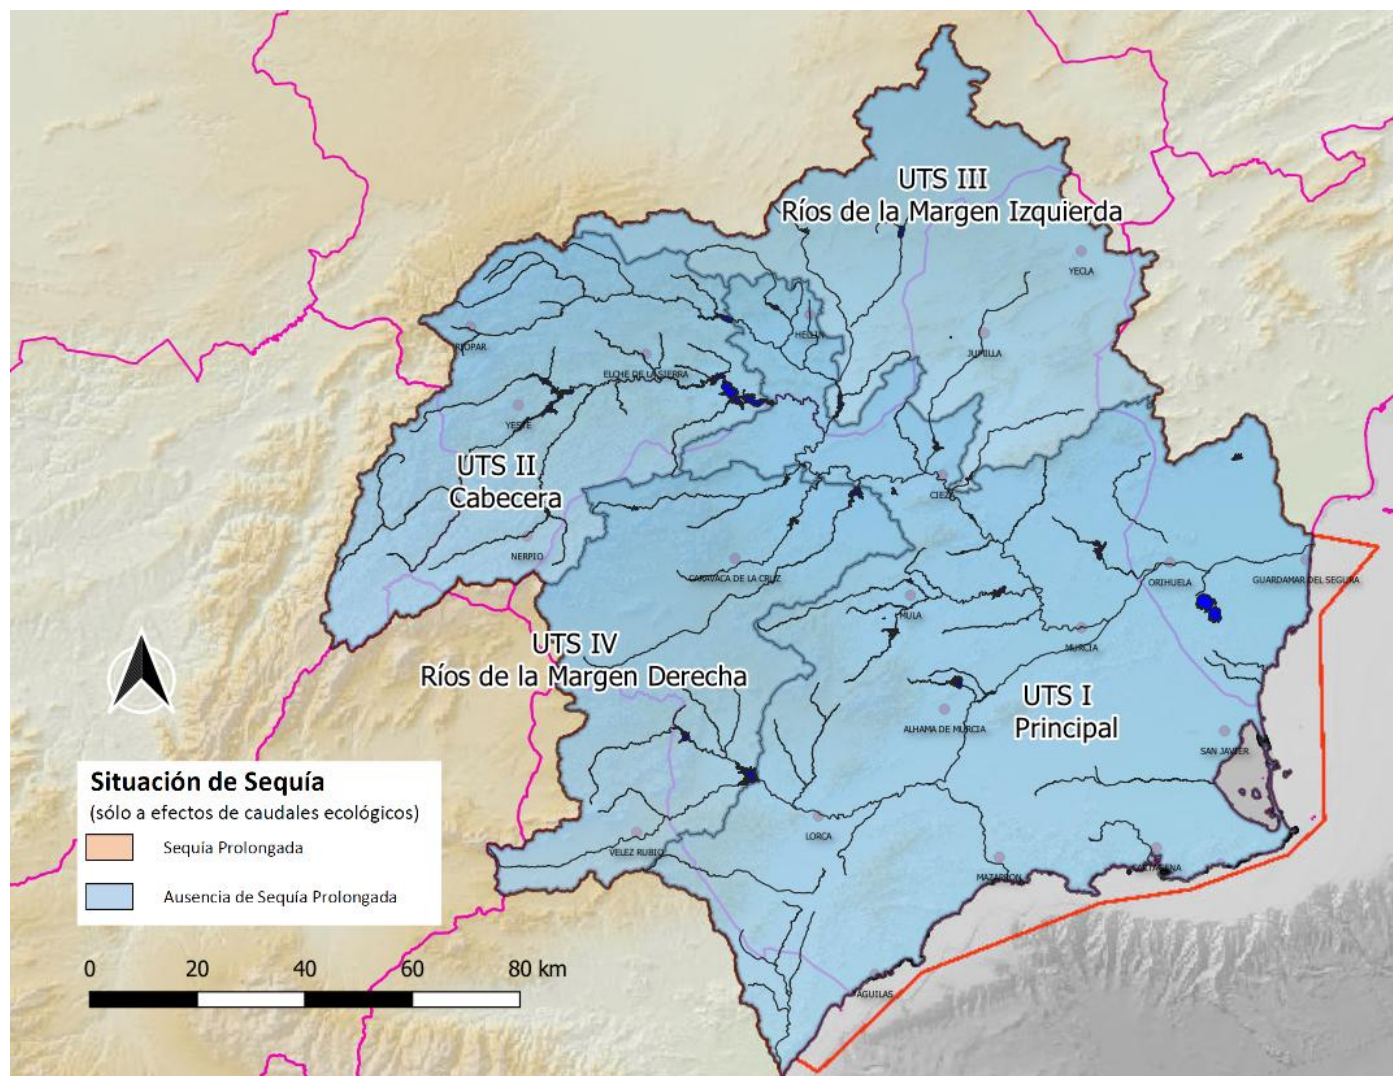 UTS III
Ríos de la Margen Izquierda
YECLA
HELLÍN
RIOPAR
JUMILLA
ELCHE DE LA SIERRA
YESTE
UTS II
Cabecera
CIEZA
NERPIO
CARAVACA DE LA CRUZ
ORIHUELA
GUARDAMAR DEL SEGURA
MULA
MURCIA
UTS IV
Ríos de la Margen Derecha
UTS I
Principal
ALHAMA DE MURCIA
SAN JAVIER
Situación de Sequía
(sólo a efectos de caudales ecológicos)
Sequía Prolongada
Ausencia de Sequía Prolongada
LORCA
VELEZ RUBIO
MAZARRON
CARTAGENA
AGUILAS
0 20 40 60 80 km